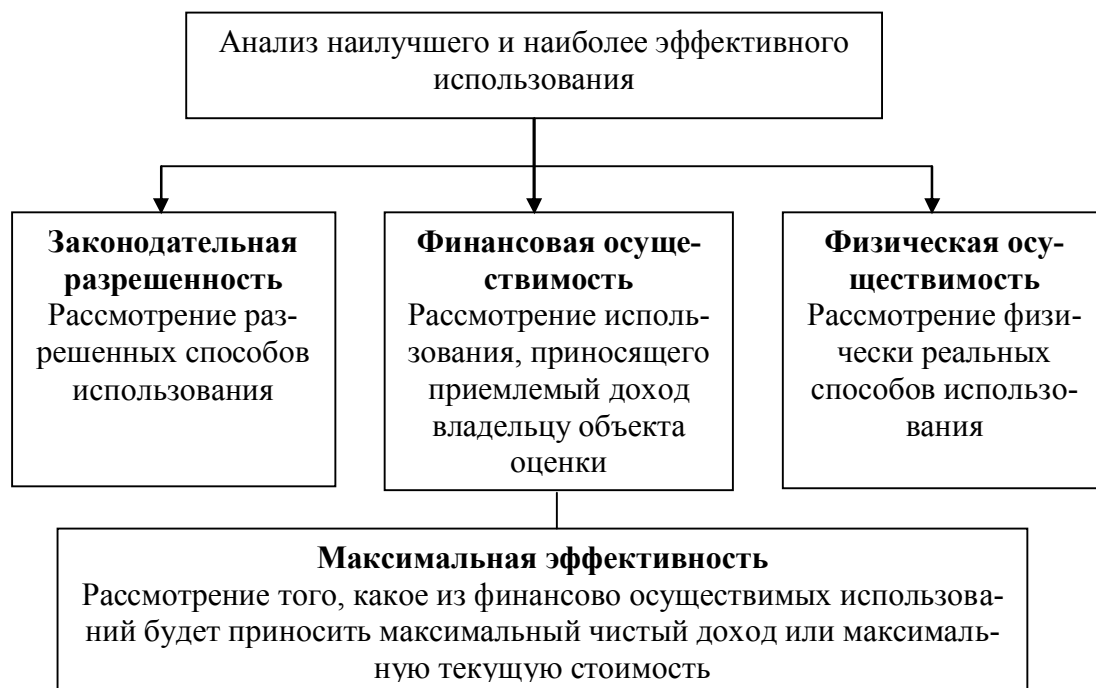 Анализ наилучшего и наиболее эффективного
использования
Законодательная
разрешенность
Рассмотрение раз-
решенных способов
использования
Финансовая осуще-
ствимость
Рассмотрение исполь-
зования, приносящего
приемлемый доход
владельцу объекта
оценки
Физическая осу-
ществимость
Рассмотрение физи-
чески реальных
способов использо-
вания
Максимальная эффективность
Рассмотрение того, какое из финансово осуществимых использова-
ний будет приносить максимальный чистый доход или максималь-
ную текущую стоимость